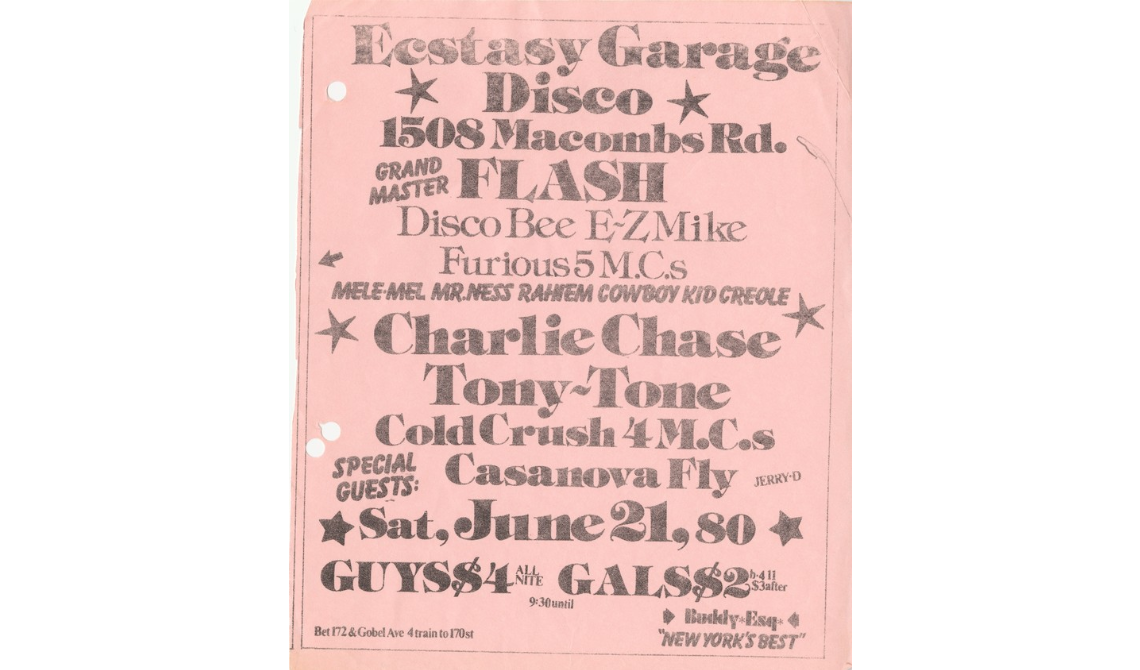 Ecstasy Garage
Disco
1508 Macombs Rd.
GRAND MASTER FLASH
Disco Bee E-Z Mike
Furious 5 M.C.s
MELE-MEL MR.NESS RAHIEM COWBOY KID CREOLE
Charlie Chase
Tony-Tone
Cold Crush 4 M.C.s
SPECIAL GUESTS: Casanova Fly JERRY-D
Sat, June 21, 80
GUYS $4 ALL NITE GALS $2 b-4 11 $3 after
9:30 until
Buddy*Esq*
Bet 172 & Gobel Ave 4 train to 170 st
"NEW YORK'S BEST"